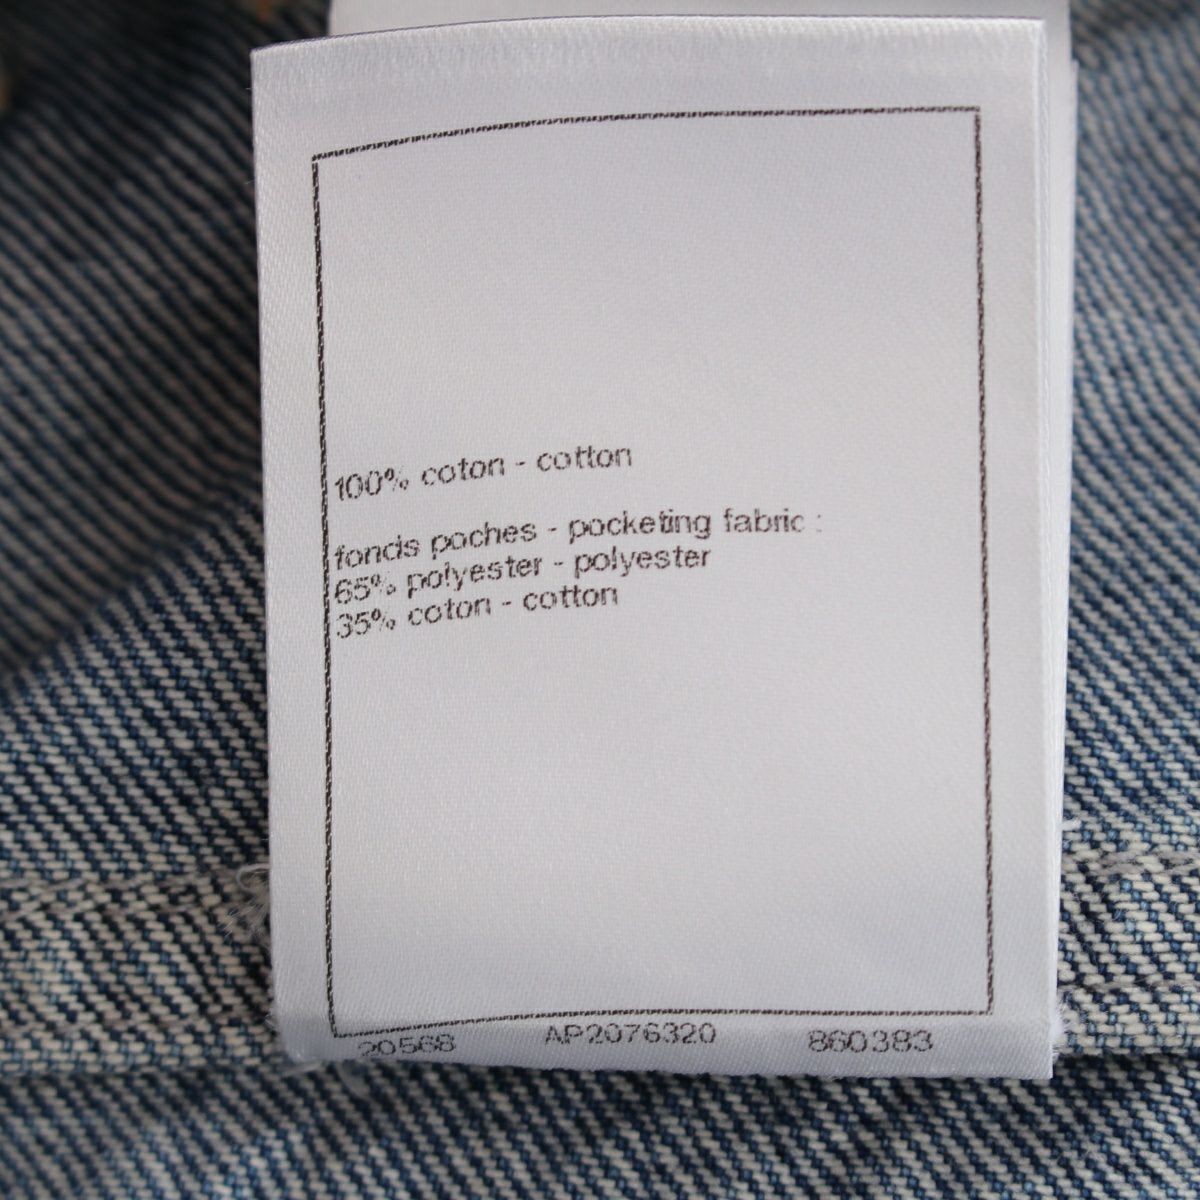 100% coton - cotton
fonds poches - pocketing fabric :
65% polyester - polyester
35% coton - cotton
20568 AP2076320 860383